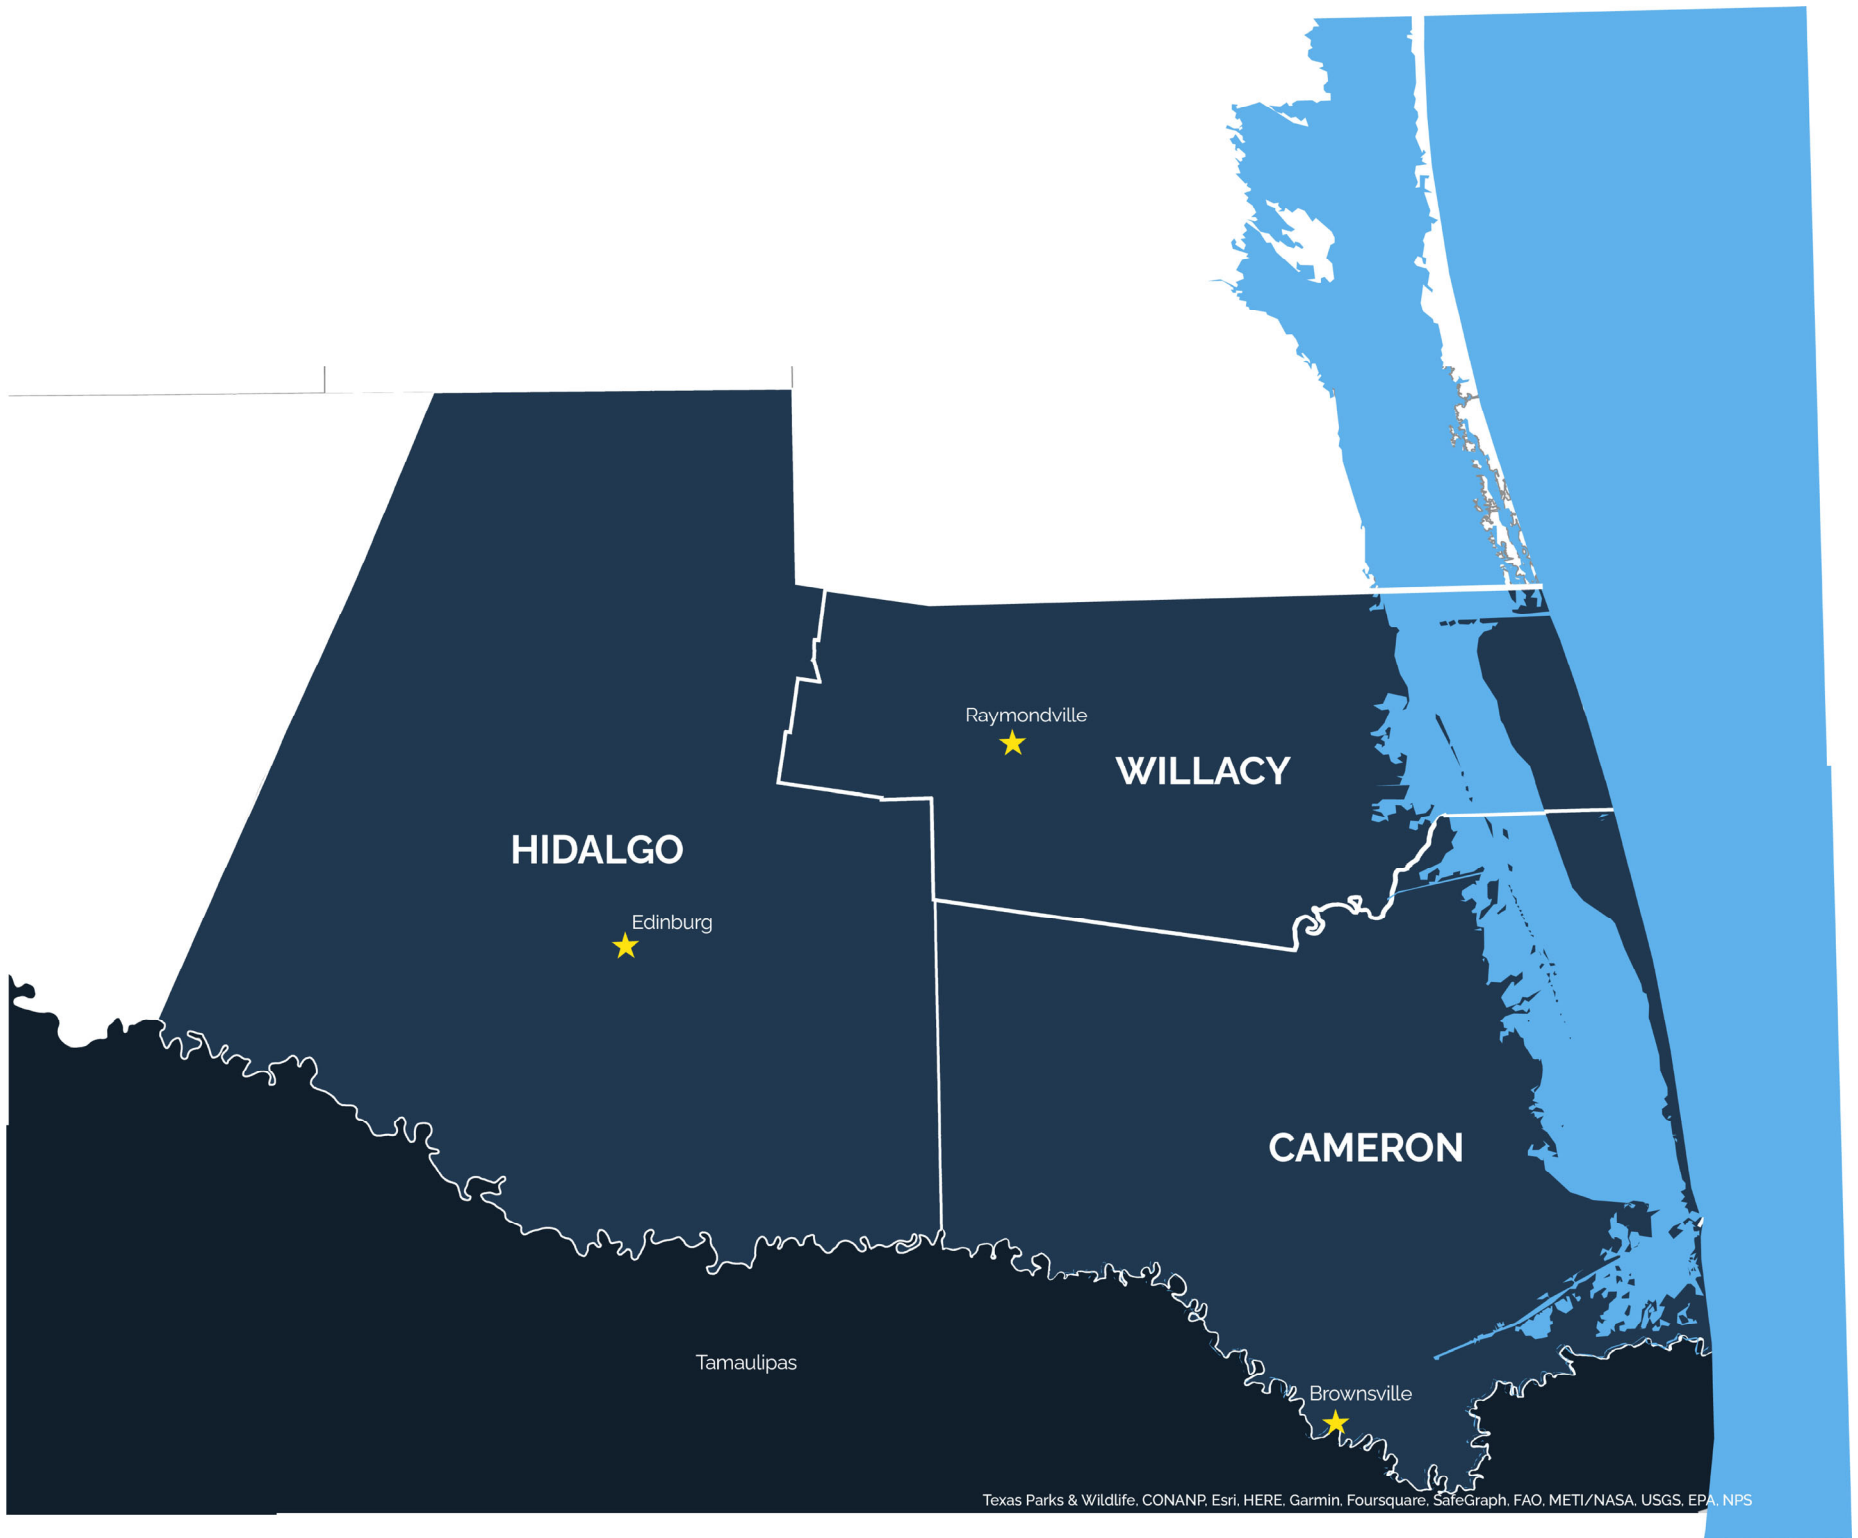 Raymondville
WILLACY
HIDALGO
Edinburg
CAMERON
Tamaulipas
Brownsville
Texas Parks & Wildlife, CONANP, Esri, HERE, Garmin, Foursquare, SafeGraph, FAO, METI/NASA, USGS, EPA, NPS